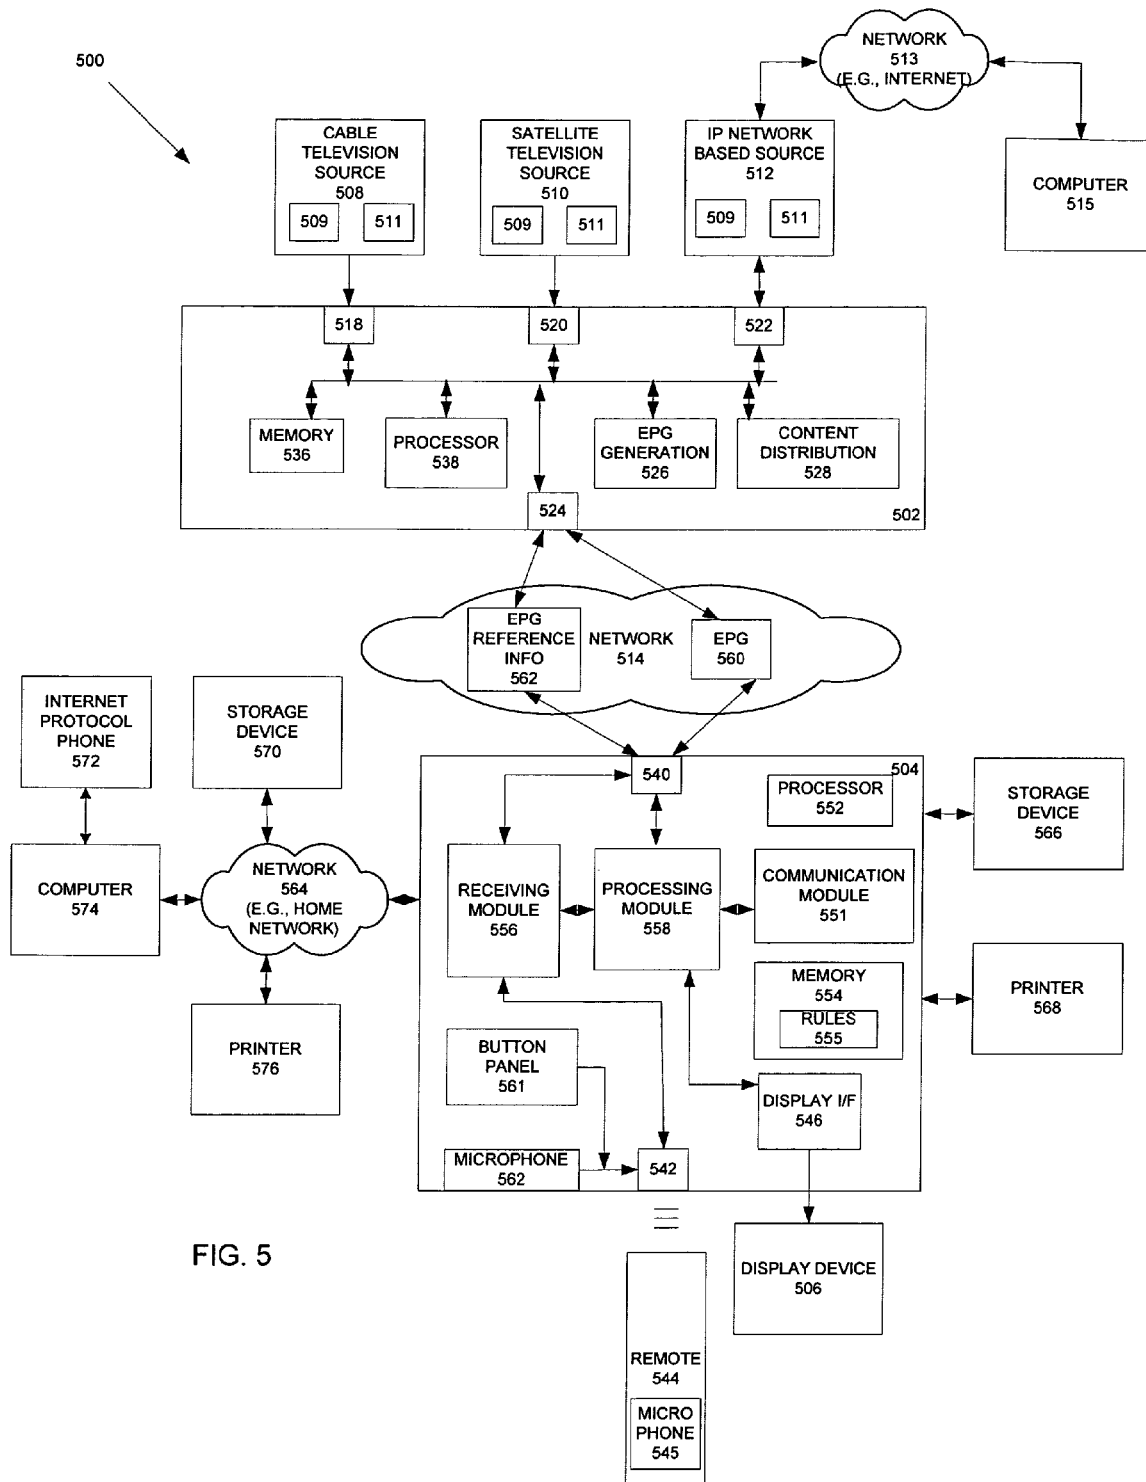 500
NETWORK
513
(E.G., INTERNET)
CABLE
TELEVISION
SOURCE
508
509
511
SATELLITE
TELEVISION
SOURCE
510
509
511
IP NETWORK
BASED SOURCE
512
509
511
COMPUTER
515
518
520
522
MEMORY
536
PROCESSOR
538
EPG
GENERATION
526
CONTENT
DISTRIBUTION
528
524
502
EPG
REFERENCE
INFO
562
NETWORK
514
EPG
560
INTERNET
PROTOCOL
PHONE
572
STORAGE
DEVICE
570
540
504
PROCESSOR
552
STORAGE
DEVICE
566
COMPUTER
574
NETWORK
564
(E.G., HOME
NETWORK)
RECEIVING
MODULE
556
PROCESSING
MODULE
558
COMMUNICATION
MODULE
551
MEMORY
554
RULES
555
PRINTER
568
PRINTER
576
BUTTON
PANEL
561
DISPLAY I/F
546
MICROPHONE
562
542
FIG. 5
DISPLAY DEVICE
506
REMOTE
544
MICRO
PHONE
545